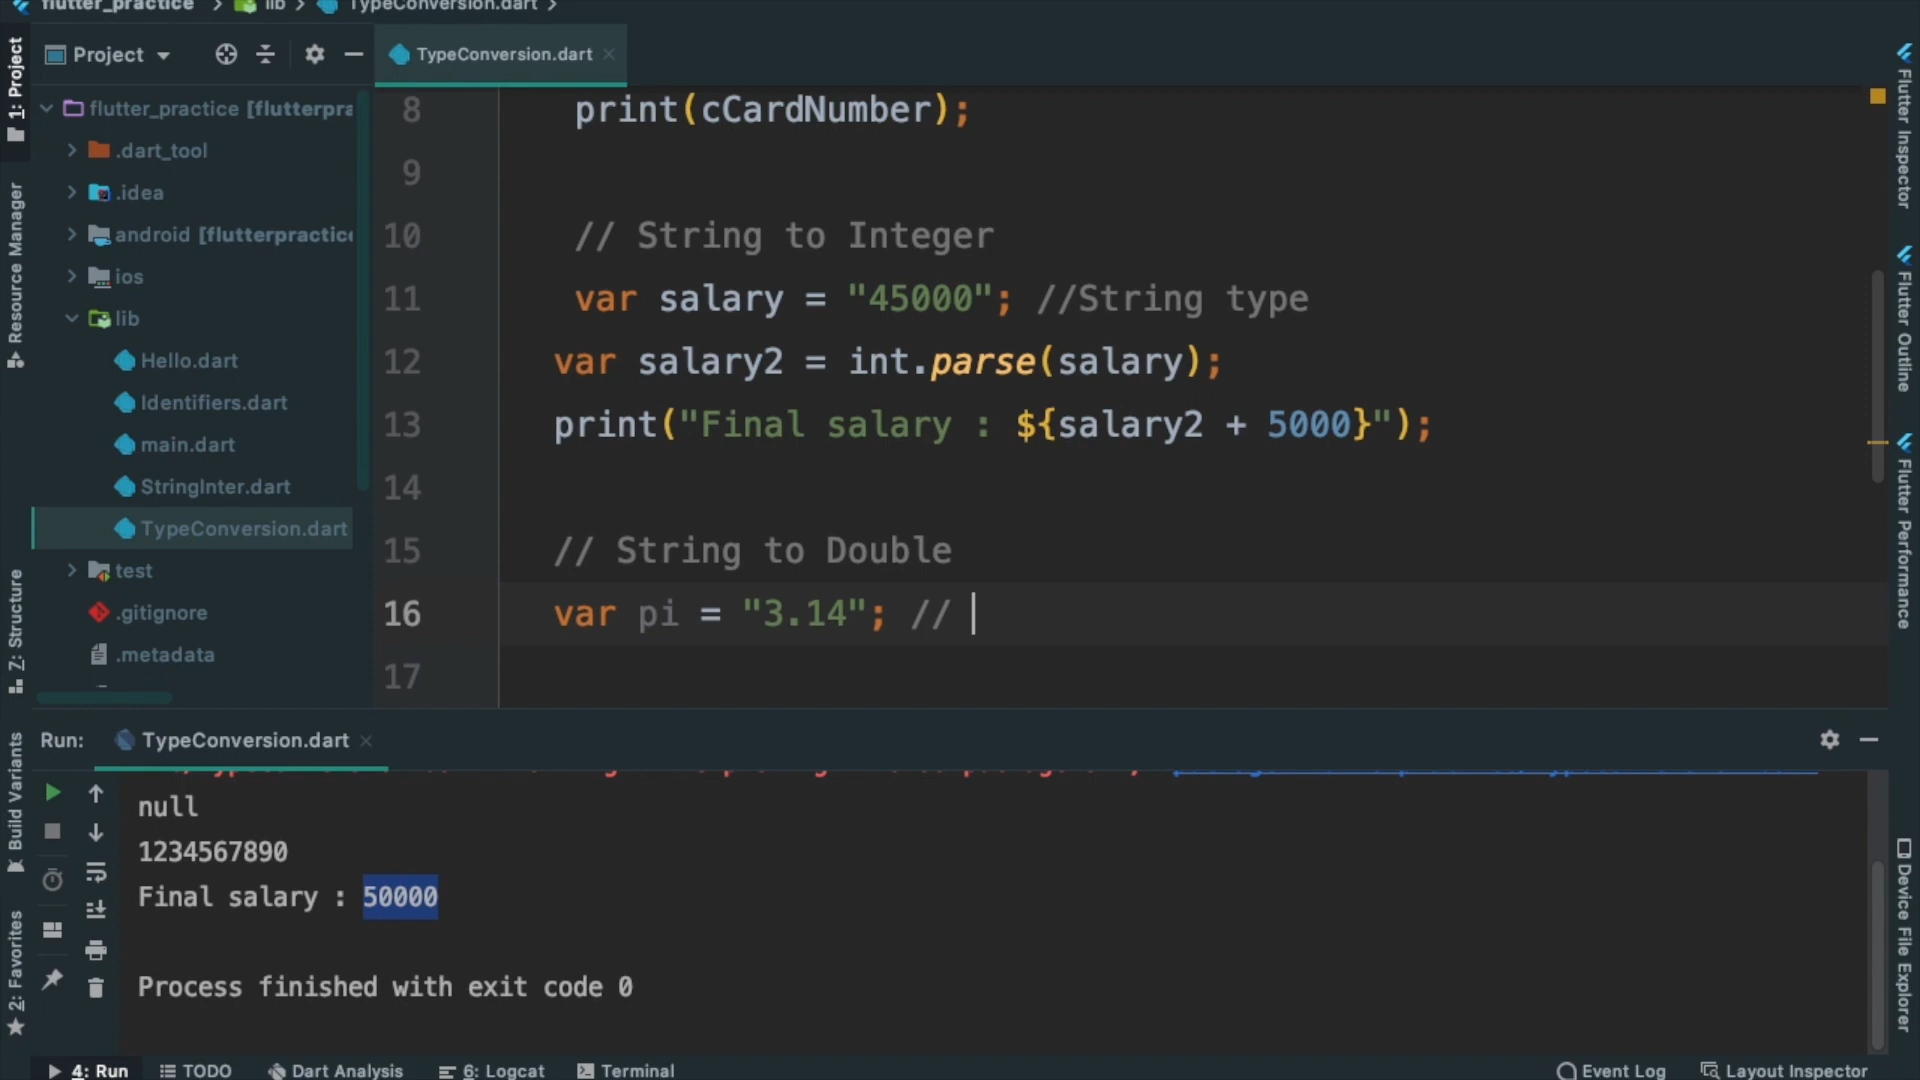 flutter_practice > lib > TypeConversion.dart >
Project
TypeConversion.dart
1: Project
Resource Manager
Z: Structure
Build Variants
2: Favorites
flutter_practice [flutterpra
.dart_tool
.idea
android [flutterpractice
ios
lib
Hello.dart
Identifiers.dart
main.dart
StringInter.dart
TypeConversion.dart
test
.gitignore
.metadata
8 print(cCardNumber);
9
10 // String to Integer
11 var salary = "45000"; //String type
12 var salary2 = int.parse(salary);
13 print("Final salary : ${salary2 + 5000}");
14
15 // String to Double
16 var pi = "3.14"; //
17
Flutter Inspector
Flutter Outline
Flutter Performance
Device File Explorer
Run: TypeConversion.dart
null
1234567890
Final salary : 50000
Process finished with exit code 0
4: Run TODO Dart Analysis 6: Logcat Terminal Event Log Layout Inspector